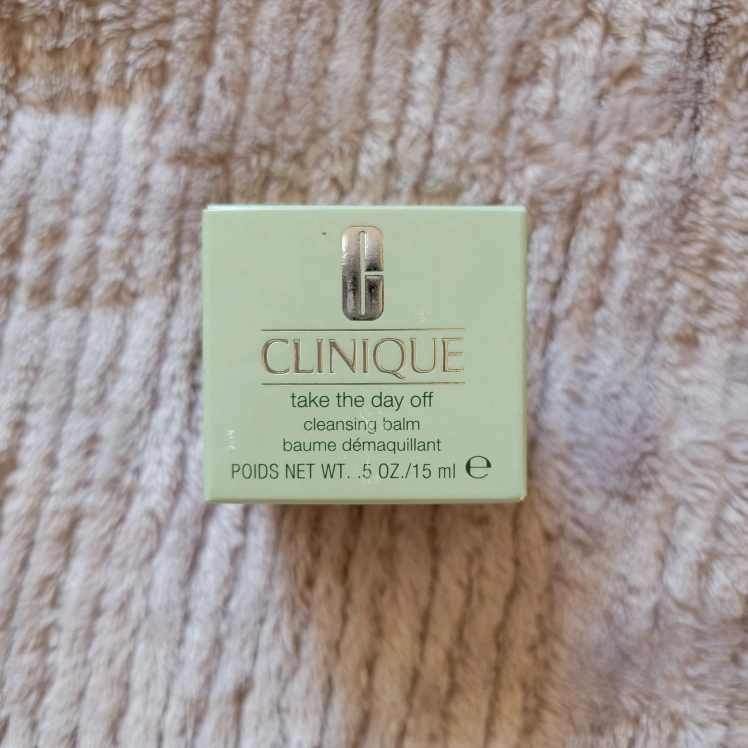 CLINIQUE
take the day off
cleansing balm
baume démaquillant
POIDS NET WT. .5 OZ./15 ml ℮